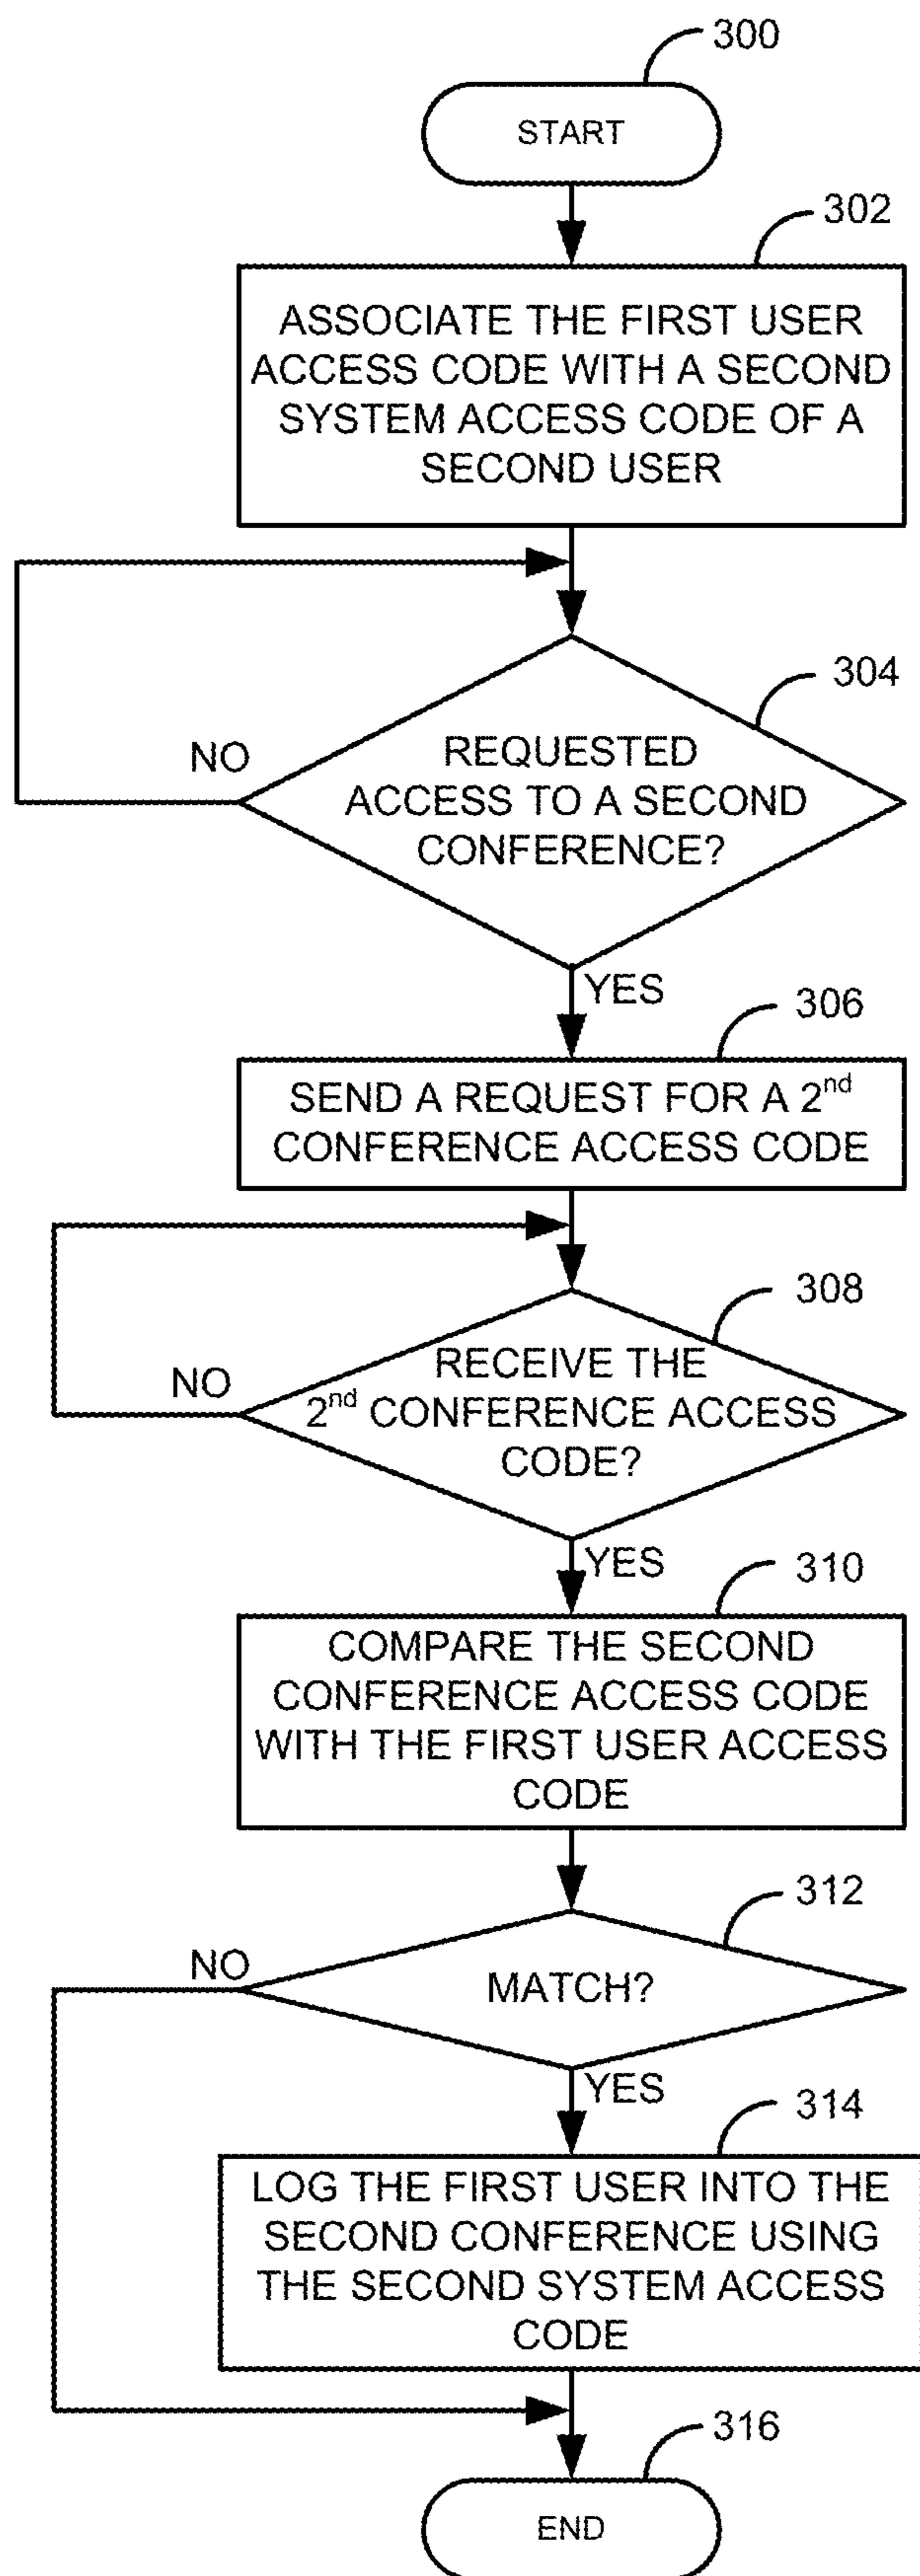 300
START
302
ASSOCIATE THE FIRST USER
ACCESS CODE WITH A SECOND
SYSTEM ACCESS CODE OF A
SECOND USER
304
NO
REQUESTED
ACCESS TO A SECOND
CONFERENCE?
YES
306
SEND A REQUEST FOR A 2nd
CONFERENCE ACCESS CODE
308
NO
RECEIVE THE
2nd CONFERENCE ACCESS
CODE?
YES
310
COMPARE THE SECOND
CONFERENCE ACCESS CODE
WITH THE FIRST USER ACCESS
CODE
312
NO
MATCH?
YES
314
LOG THE FIRST USER INTO THE
SECOND CONFERENCE USING
THE SECOND SYSTEM ACCESS
CODE
316
END